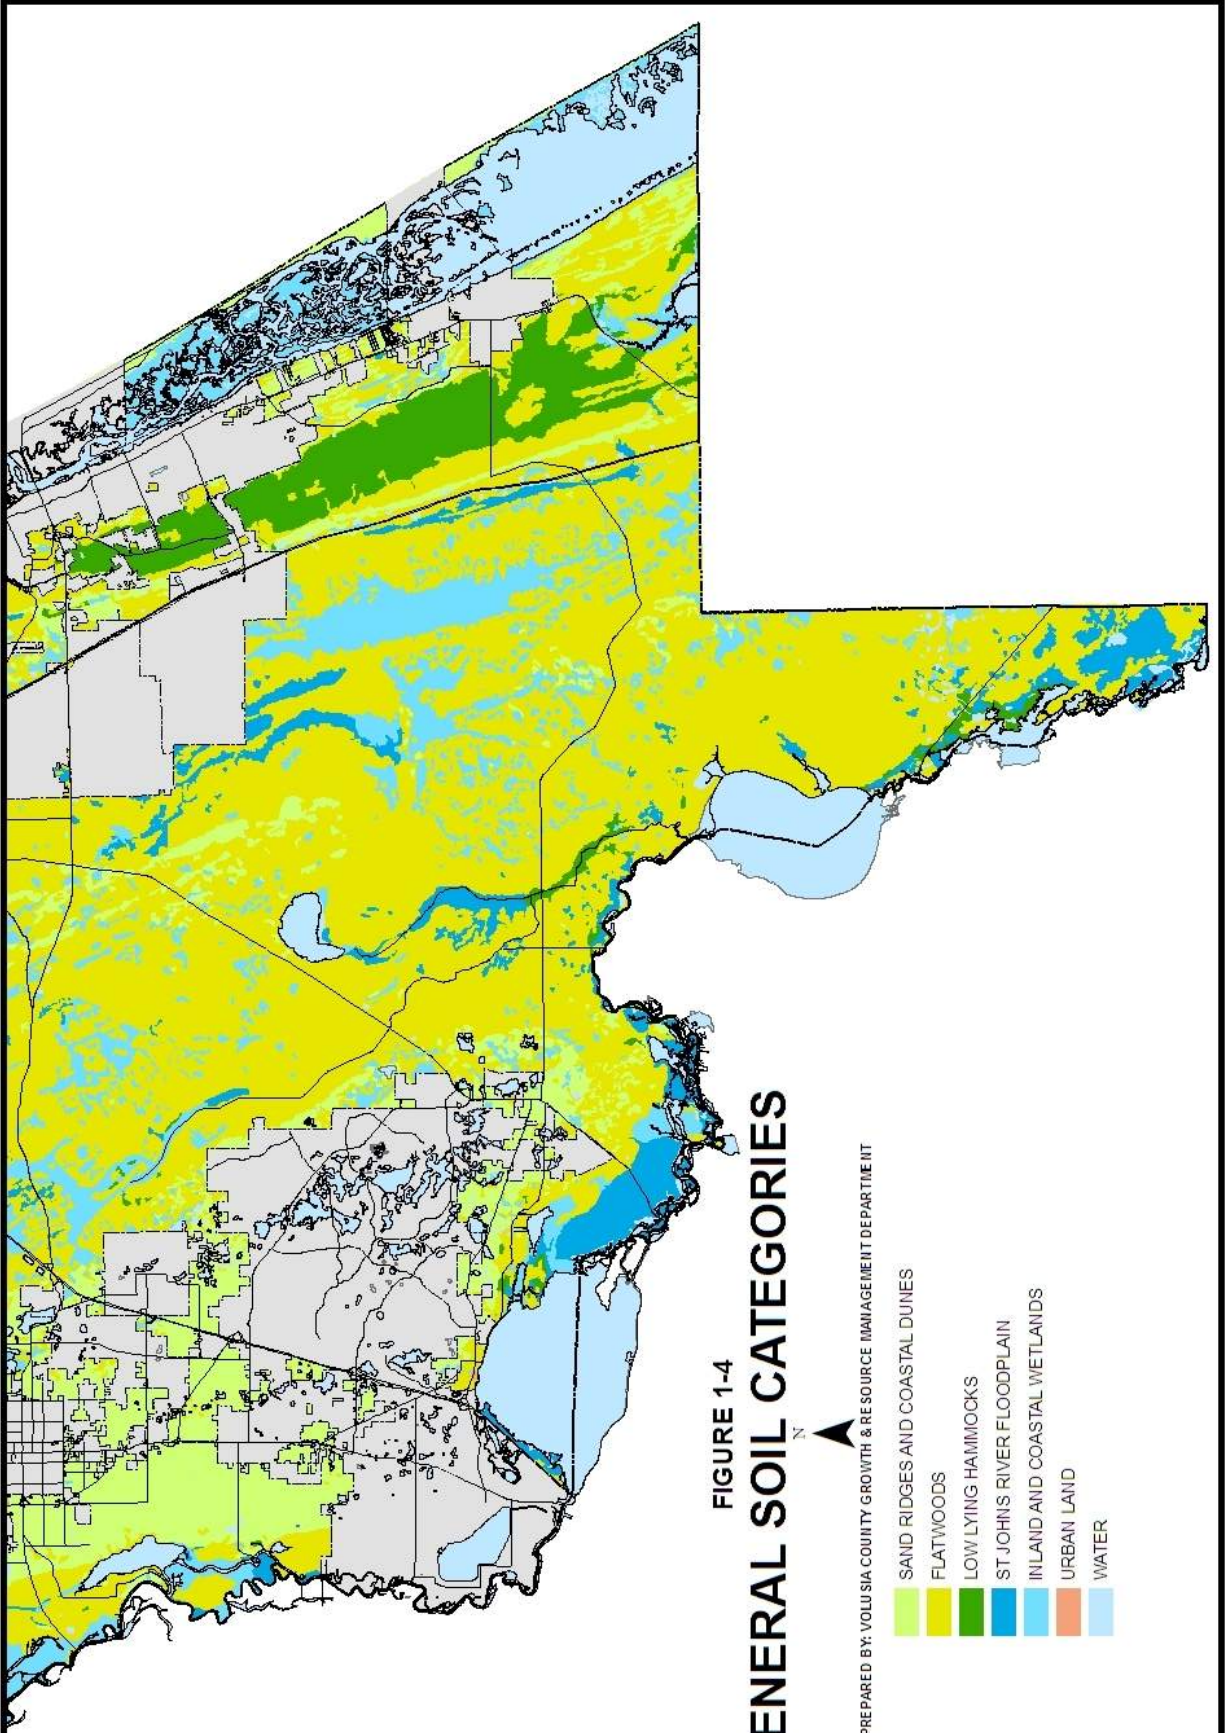 FIGURE 1-4
ENERAL SOIL CATEGORIES
N
PREPARED BY: VOLUSIA COUNTY GROWTH & RESOURCE MANAGEMENT DEPARTMENT
SAND RIDGES AND COASTAL DUNES
FLATWOODS
LOW LYING HAMMOCKS
ST JOHNS RIVER FLOODPLAIN
INLAND AND COASTAL WETLANDS
URBAN LAND
WATER